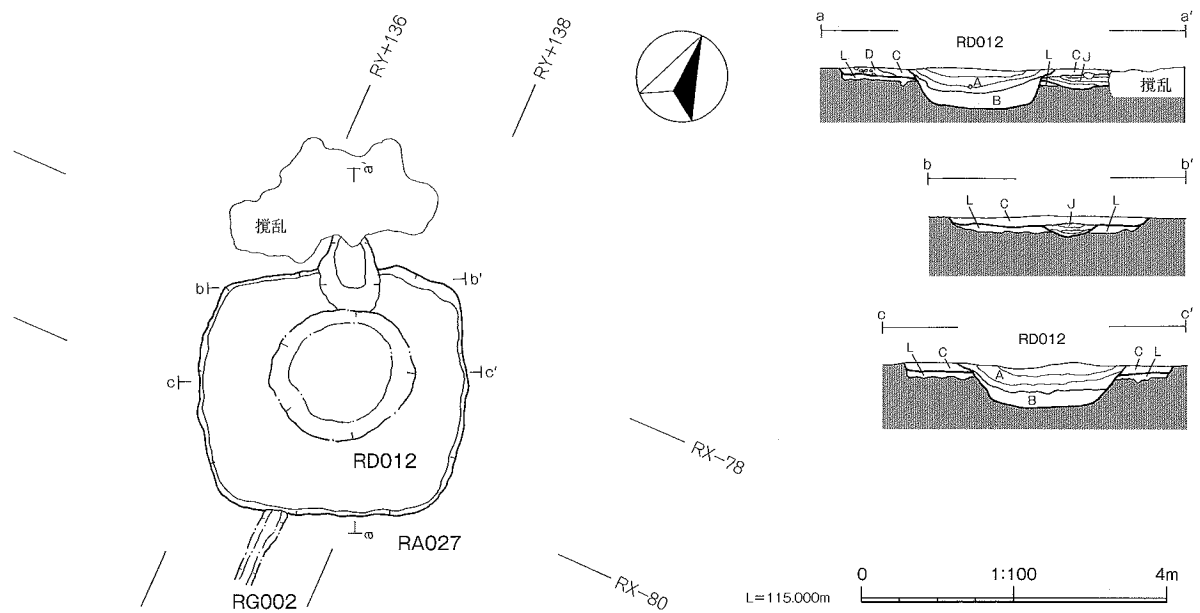 RY+136
RY+138
a'
攪乱
b
b'
c
c'
RD012
a
RA027
RG002
RX-78
RX-80
a
a'
RD012
L
D
C
L
C
J
A
B
攪乱
b
b'
L
C
J
L
c
c'
RD012
L
C
C
L
A
B
0
1:100
4m
L=115.000m